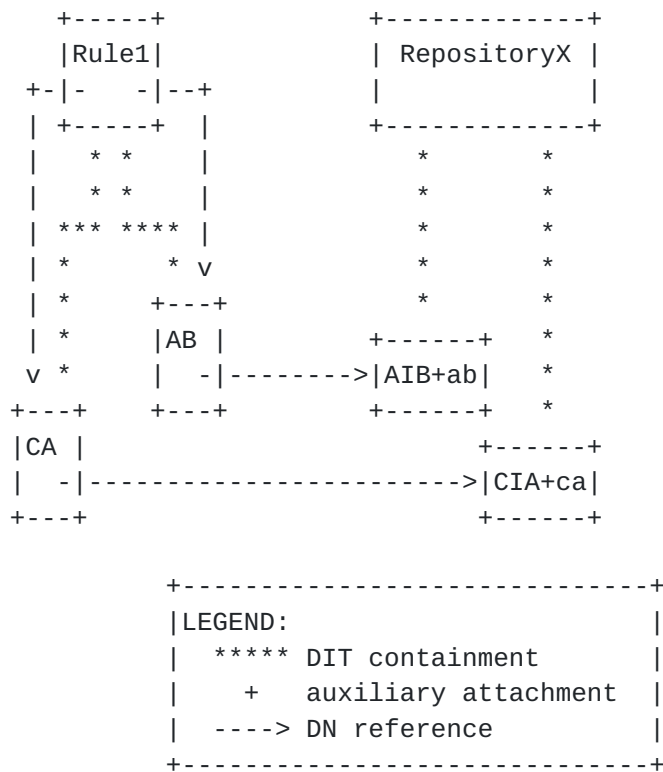 +-----+             +-------------+
|Rule1|             | RepositoryX |
+-|-   -|--+           |             |
| +-----+  |          +-------------+
|   * *    |             *       *
|   * *    |             *       *
| *** **** |             *       *
| *      * v             *       *
| *     +---+            *       *
| *     |AB |         +------+   *
v *     |  -|-------->|AIB+ab|   *
+---+    +---+         +------+   *
|CA |                         +------+
|  -|------------------------>|CIA+ca|
+---+                         +------+
+------------------------------+
|LEGEND:                       |
|  ***** DIT containment       |
|    +   auxiliary attachment  |
|  ----> DN reference          |
+------------------------------+